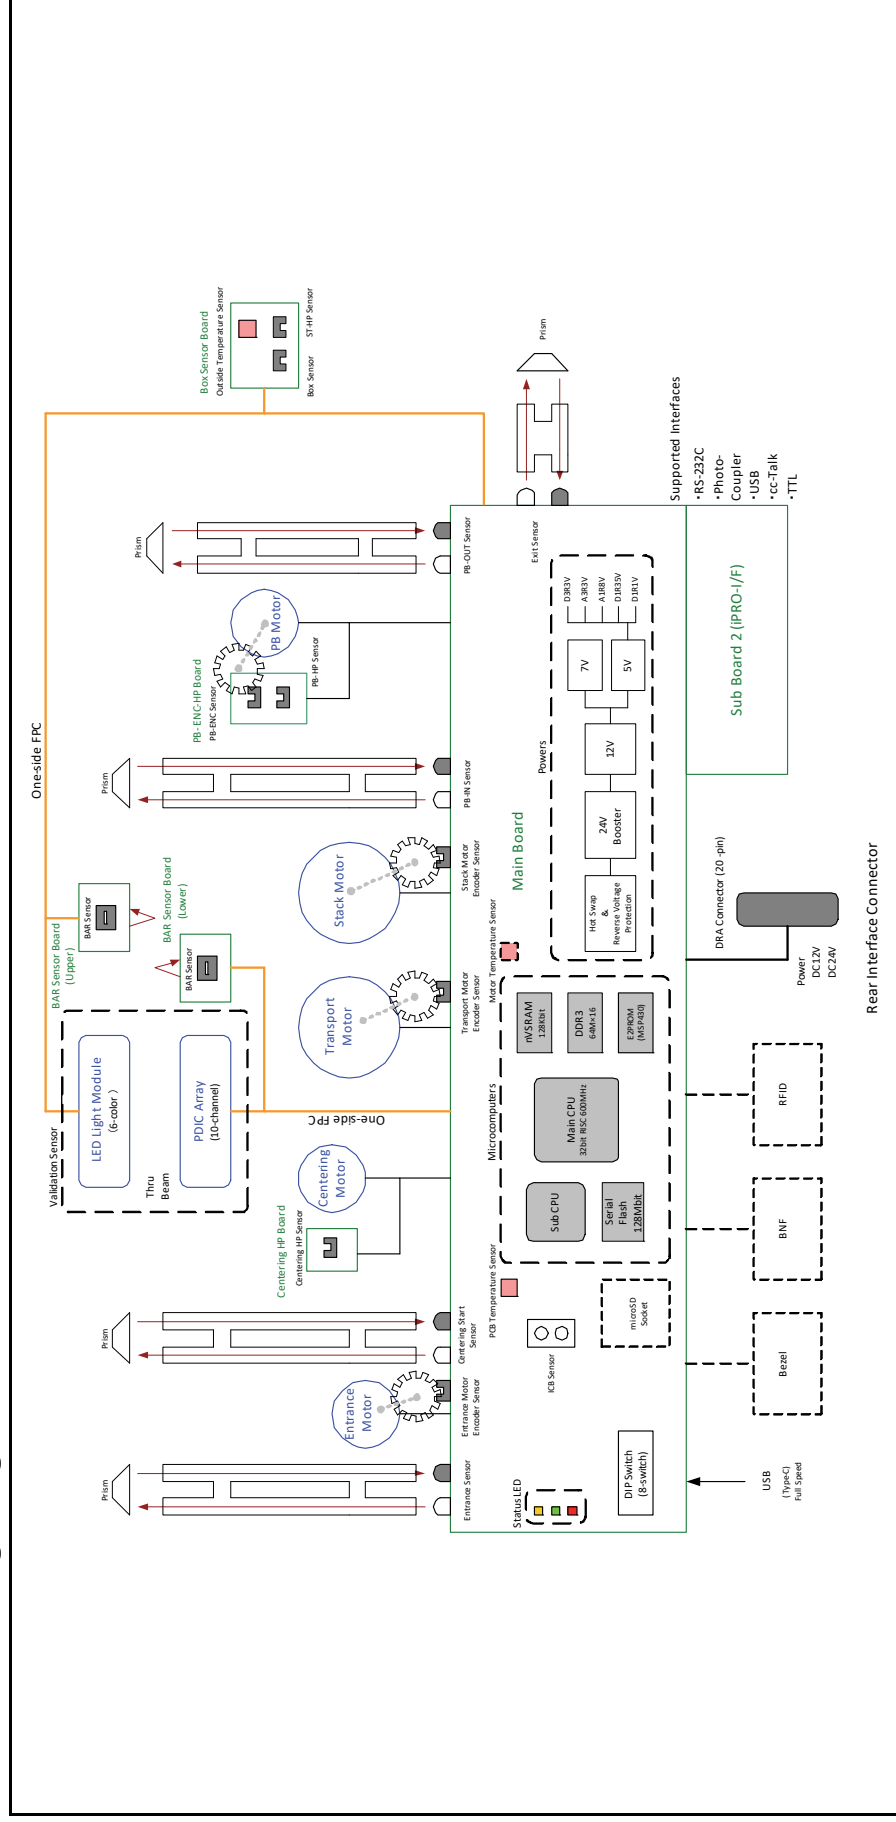 One-side FPC
Validation Sensor
LED Light Module
(6-color )
Thru
Beam
PDIC Array
(10-channel)
BAR Sensor Board
(Upper)
BAR Sensor
BAR Sensor Board
(Lower)
BAR Sensor
Box Sensor Board
Outside Temperature Sensor
Box Sensor
ST-HP Sensor
One-side FPC
Prism
Entrance Sensor
Entrance
Motor
Entrance Motor
Encoder Sensor
Prism
Centering Start
Sensor
Centering HP Board
Centering HP Sensor
Centering
Motor
Transport
Motor
Transport Motor
Encoder Sensor
Stack Motor
Stack Motor
Encoder Sensor
Prism
PB-IN Sensor
PB-ENC-HP Board
PB-ENC Sensor
PB-HP Sensor
PB Motor
Prism
PB-OUT Sensor
Exit Sensor
Prism
Main Board
Status LED
DIP Switch
(8-switch)
ICB Sensor
PCB Temperature Sensor
microSD
Socket
Microcomputers
Sub CPU
Serial
Flash
128Mbit
Main CPU
32bit RISC 600MHz
nVSRAM
128Kbit
DDR3
64M×16
E2PROM
(MSP430)
Motor Temperature Sensor
Powers
Hot Swap
&
Reverse Voltage
Protection
24V
Booster
12V
7V
5V
D3R3V
A3R3V
A1R8V
D1R35V
D1R1V
Sub Board 2 (iPRO-I/F)
Supported Interfaces
・RS-232C
・Photo-
Coupler
・USB
・cc-Talk
・TTL
USB
(Type-C)
Full Speed
Bezel
BNF
RFID
DRA Connector (20 -pin)
Power
DC12V
DC24V
Rear Interface Connector